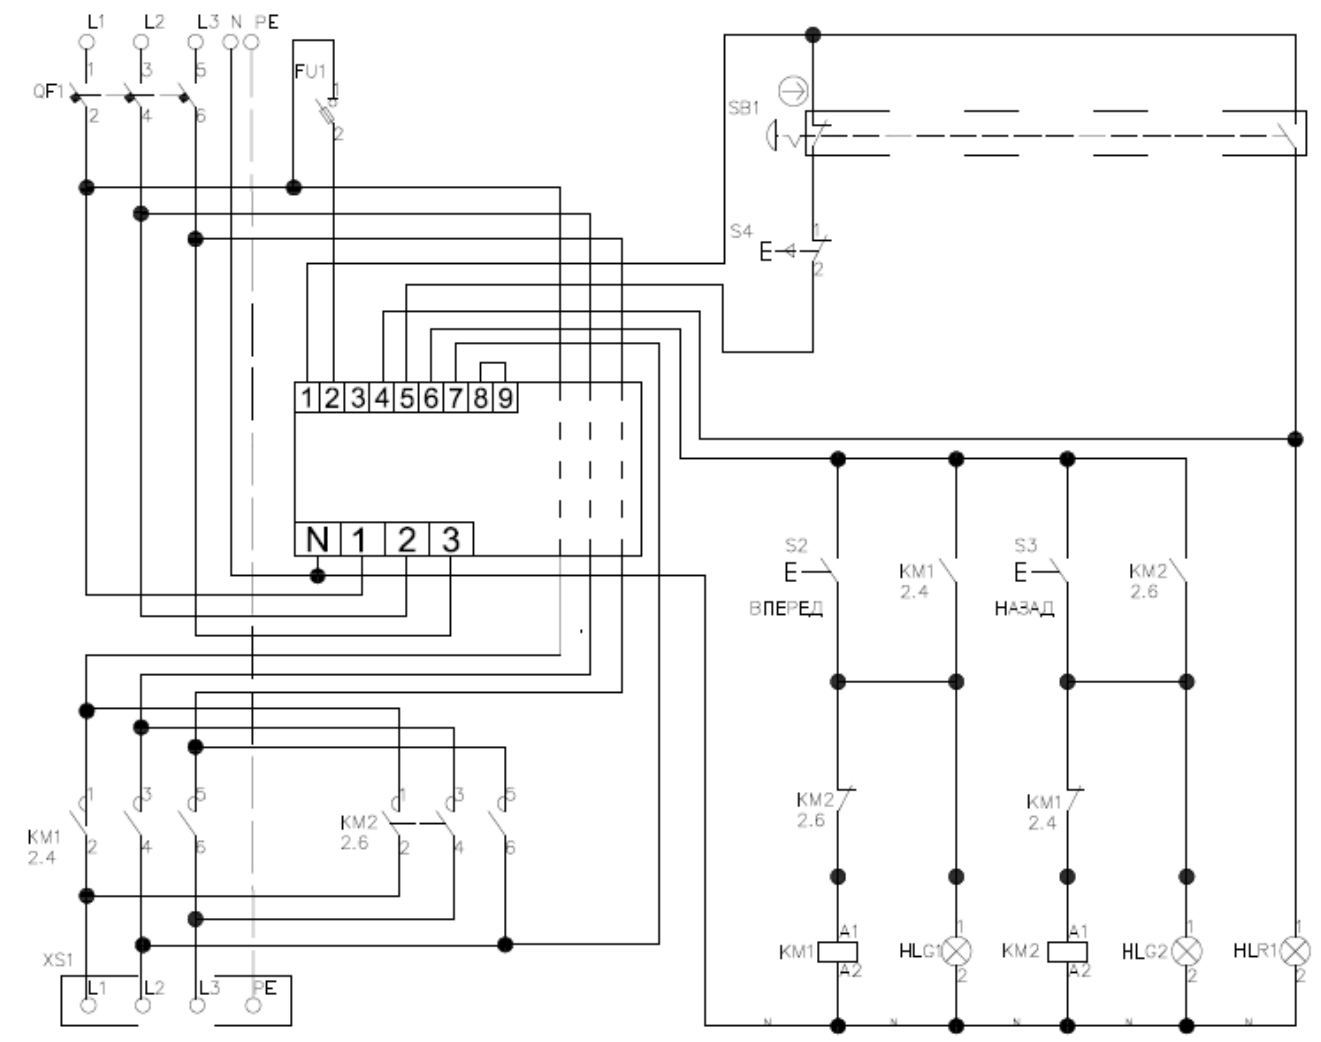 L1 L2 L3 N PE
QF1 1 3 5
2 4 6
FU1 1
2
SB1
S4 1
E
2
1 2 3 4 5 6 7 8 9
N 1 2 3
S2
E
ВПЕРЕД
KM1
2.4
S3
E
НАЗАД
KM2
2.6
1 3 5
KM1
2.4
2 4 6
1 3 5
KM2
2.6
2 4 6
KM2
2.6
KM1
2.4
XS1
L1 L2 L3 PE
A1 1 A1 1 1
KM1 HLG1 KM2 HLG2 HLR1
A2 2 A2 2 2
N N N N N